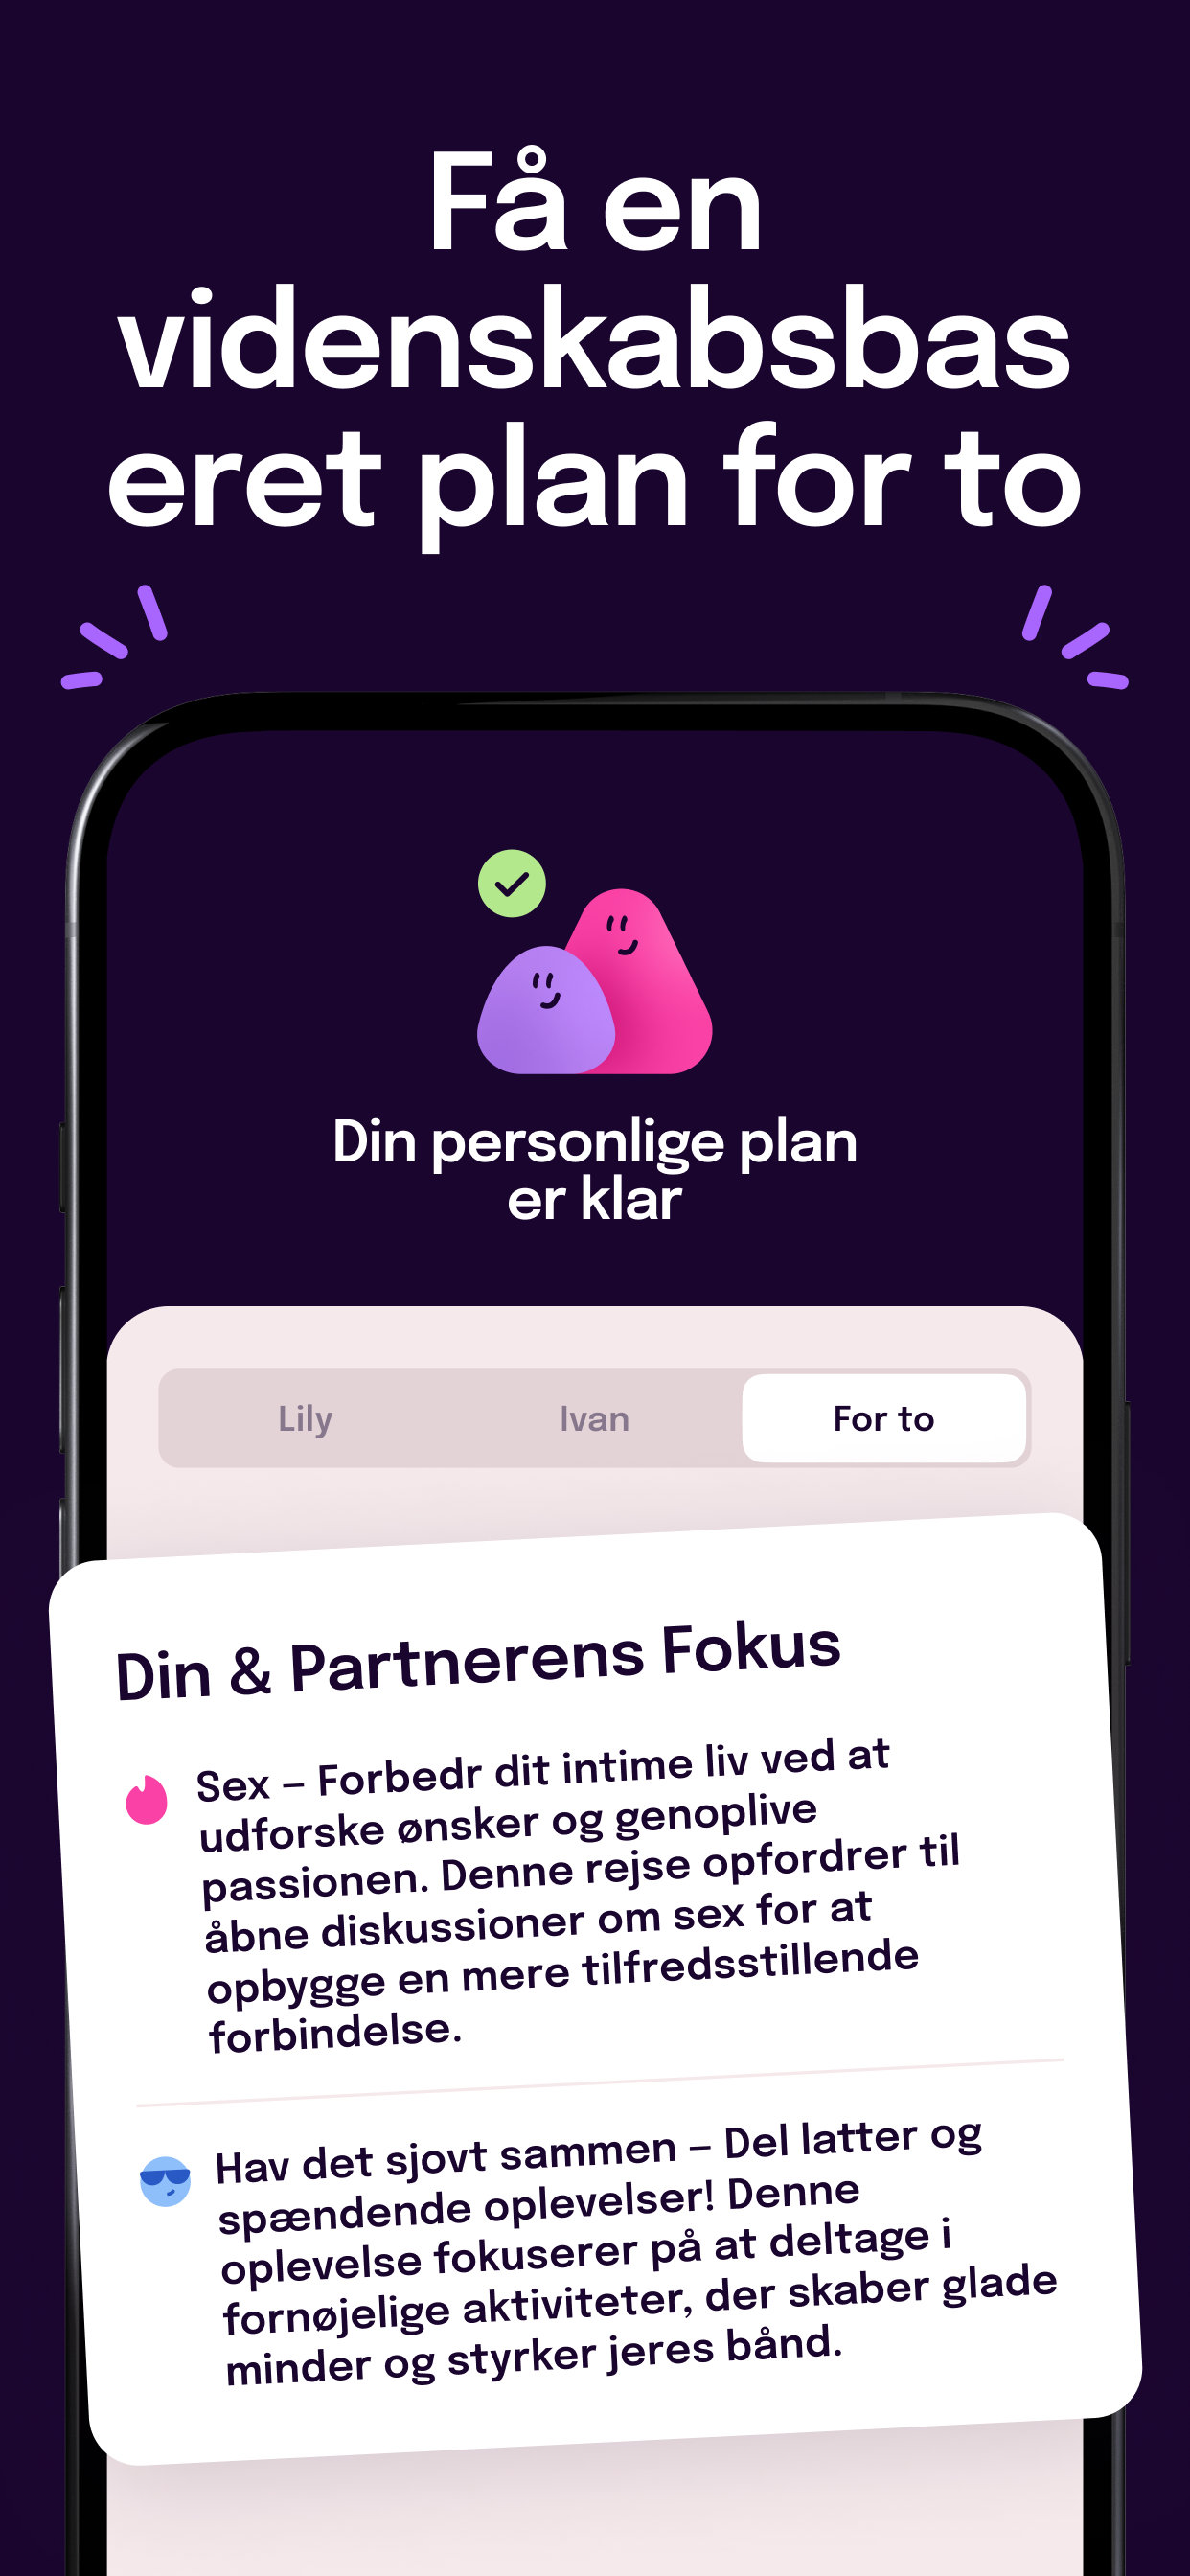 Få en
videnskabsbas
eret plan for to
Din personlige plan
er klar
Lily
Ivan
For to
Din & Partnerens Fokus
Sex – Forbedr dit intime liv ved at
udforske ønsker og genoplive
passionen. Denne rejse opfordrer til
åbne diskussioner om sex for at
opbygge en mere tilfredsstillende
forbindelse.
Hav det sjovt sammen – Del latter og
spændende oplevelser! Denne
oplevelse fokuserer på at deltage i
fornøjelige aktiviteter, der skaber glade
minder og styrker jeres bånd.